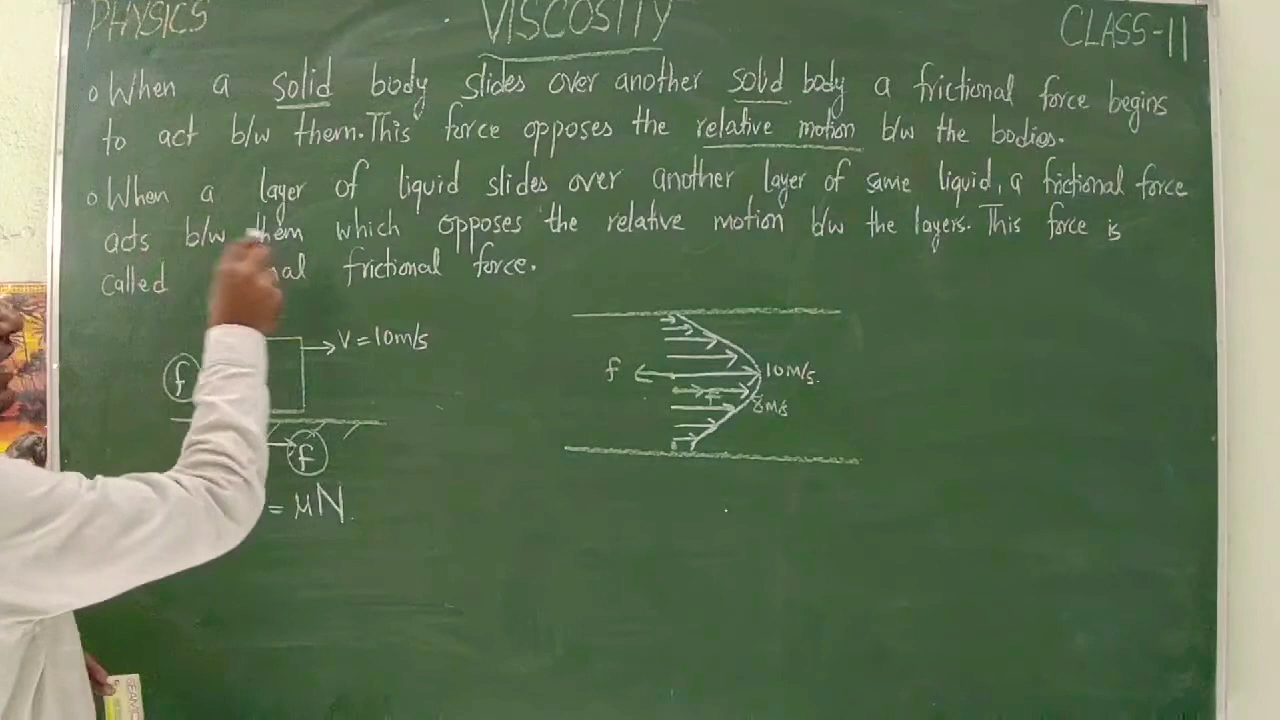 PHYSICS VISCOSITY CLASS-11
• When a solid body slides over another solid body a frictional force begins
to act b/w them. This force opposes the relative motion b/w the bodies.
• When a layer of liquid slides over another layer of same liquid, a frictional force
acts b/w them which opposes the relative motion b/w the layers. This force is
called frictional force.
V = 10m/s
f
f
= μN
f
10m/s.
f
8m/s